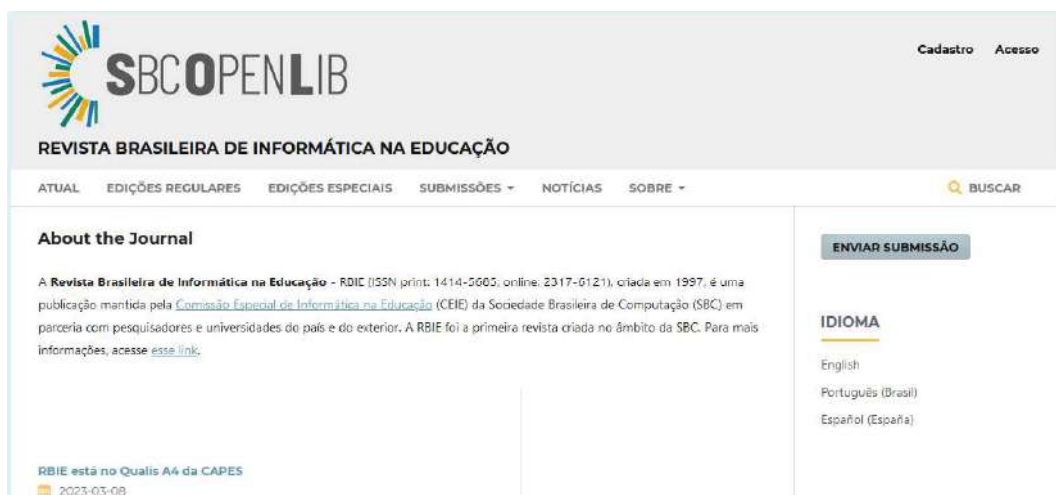 SBCOPENLIB
Cadastro Acesso
REVISTA BRASILEIRA DE INFORMÁTICA NA EDUCAÇÃO
ATUAL EDIÇÕES REGULARES EDIÇÕES ESPECIAIS SUBMISSÕES NOTÍCIAS SOBRE BUSCAR
About the Journal
A Revista Brasileira de Informática na Educação - RBIE (ISSN print: 1414-5685; online: 2317-6121), criada em 1997, é uma
publicação mantida pela Comissão Especial de Informática na Educação (CEIE) da Sociedade Brasileira de Computação (SBC) em
parceria com pesquisadores e universidades do país e do exterior. A RBIE foi a primeira revista criada no âmbito da SBC. Para mais
informações, acesse esse link.
RBIE está no Qualis A4 da CAPES
2023-03-08
ENVIAR SUBMISSÃO
IDIOMA
English
Português (Brasil)
Español (España)